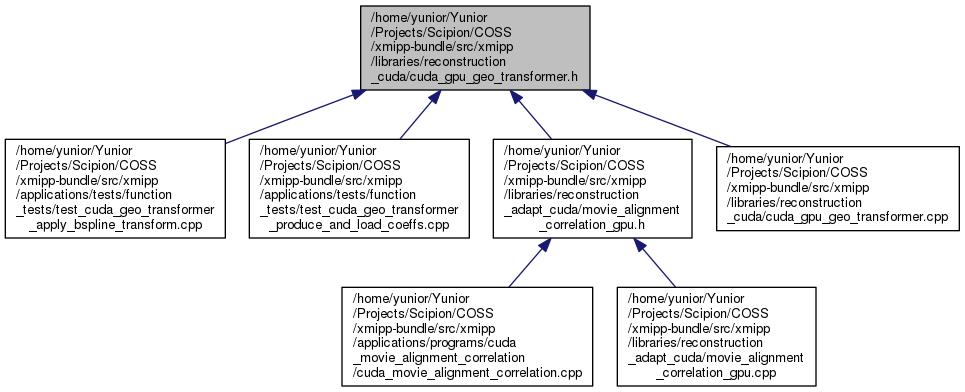 /home/yunior/Yunior
/Projects/Scipion/COSS
/xmipp-bundle/src/xmipp
/libraries/reconstruction
_cuda/cuda_gpu_geo_transformer.h
/home/yunior/Yunior
/Projects/Scipion/COSS
/xmipp-bundle/src/xmipp
/applications/tests/function
_tests/test_cuda_geo_transformer
_apply_bspline_transform.cpp
/home/yunior/Yunior
/Projects/Scipion/COSS
/xmipp-bundle/src/xmipp
/applications/tests/function
_tests/test_cuda_geo_transformer
_produce_and_load_coeffs.cpp
/home/yunior/Yunior
/Projects/Scipion/COSS
/xmipp-bundle/src/xmipp
/libraries/reconstruction
_adapt_cuda/movie_alignment
_correlation_gpu.h
/home/yunior/Yunior
/Projects/Scipion/COSS
/xmipp-bundle/src/xmipp
/libraries/reconstruction
_cuda/cuda_gpu_geo_transformer.cpp
/home/yunior/Yunior
/Projects/Scipion/COSS
/xmipp-bundle/src/xmipp
/applications/programs/cuda
_movie_alignment_correlation
/cuda_movie_alignment_correlation.cpp
/home/yunior/Yunior
/Projects/Scipion/COSS
/xmipp-bundle/src/xmipp
/libraries/reconstruction
_adapt_cuda/movie_alignment
_correlation_gpu.cpp